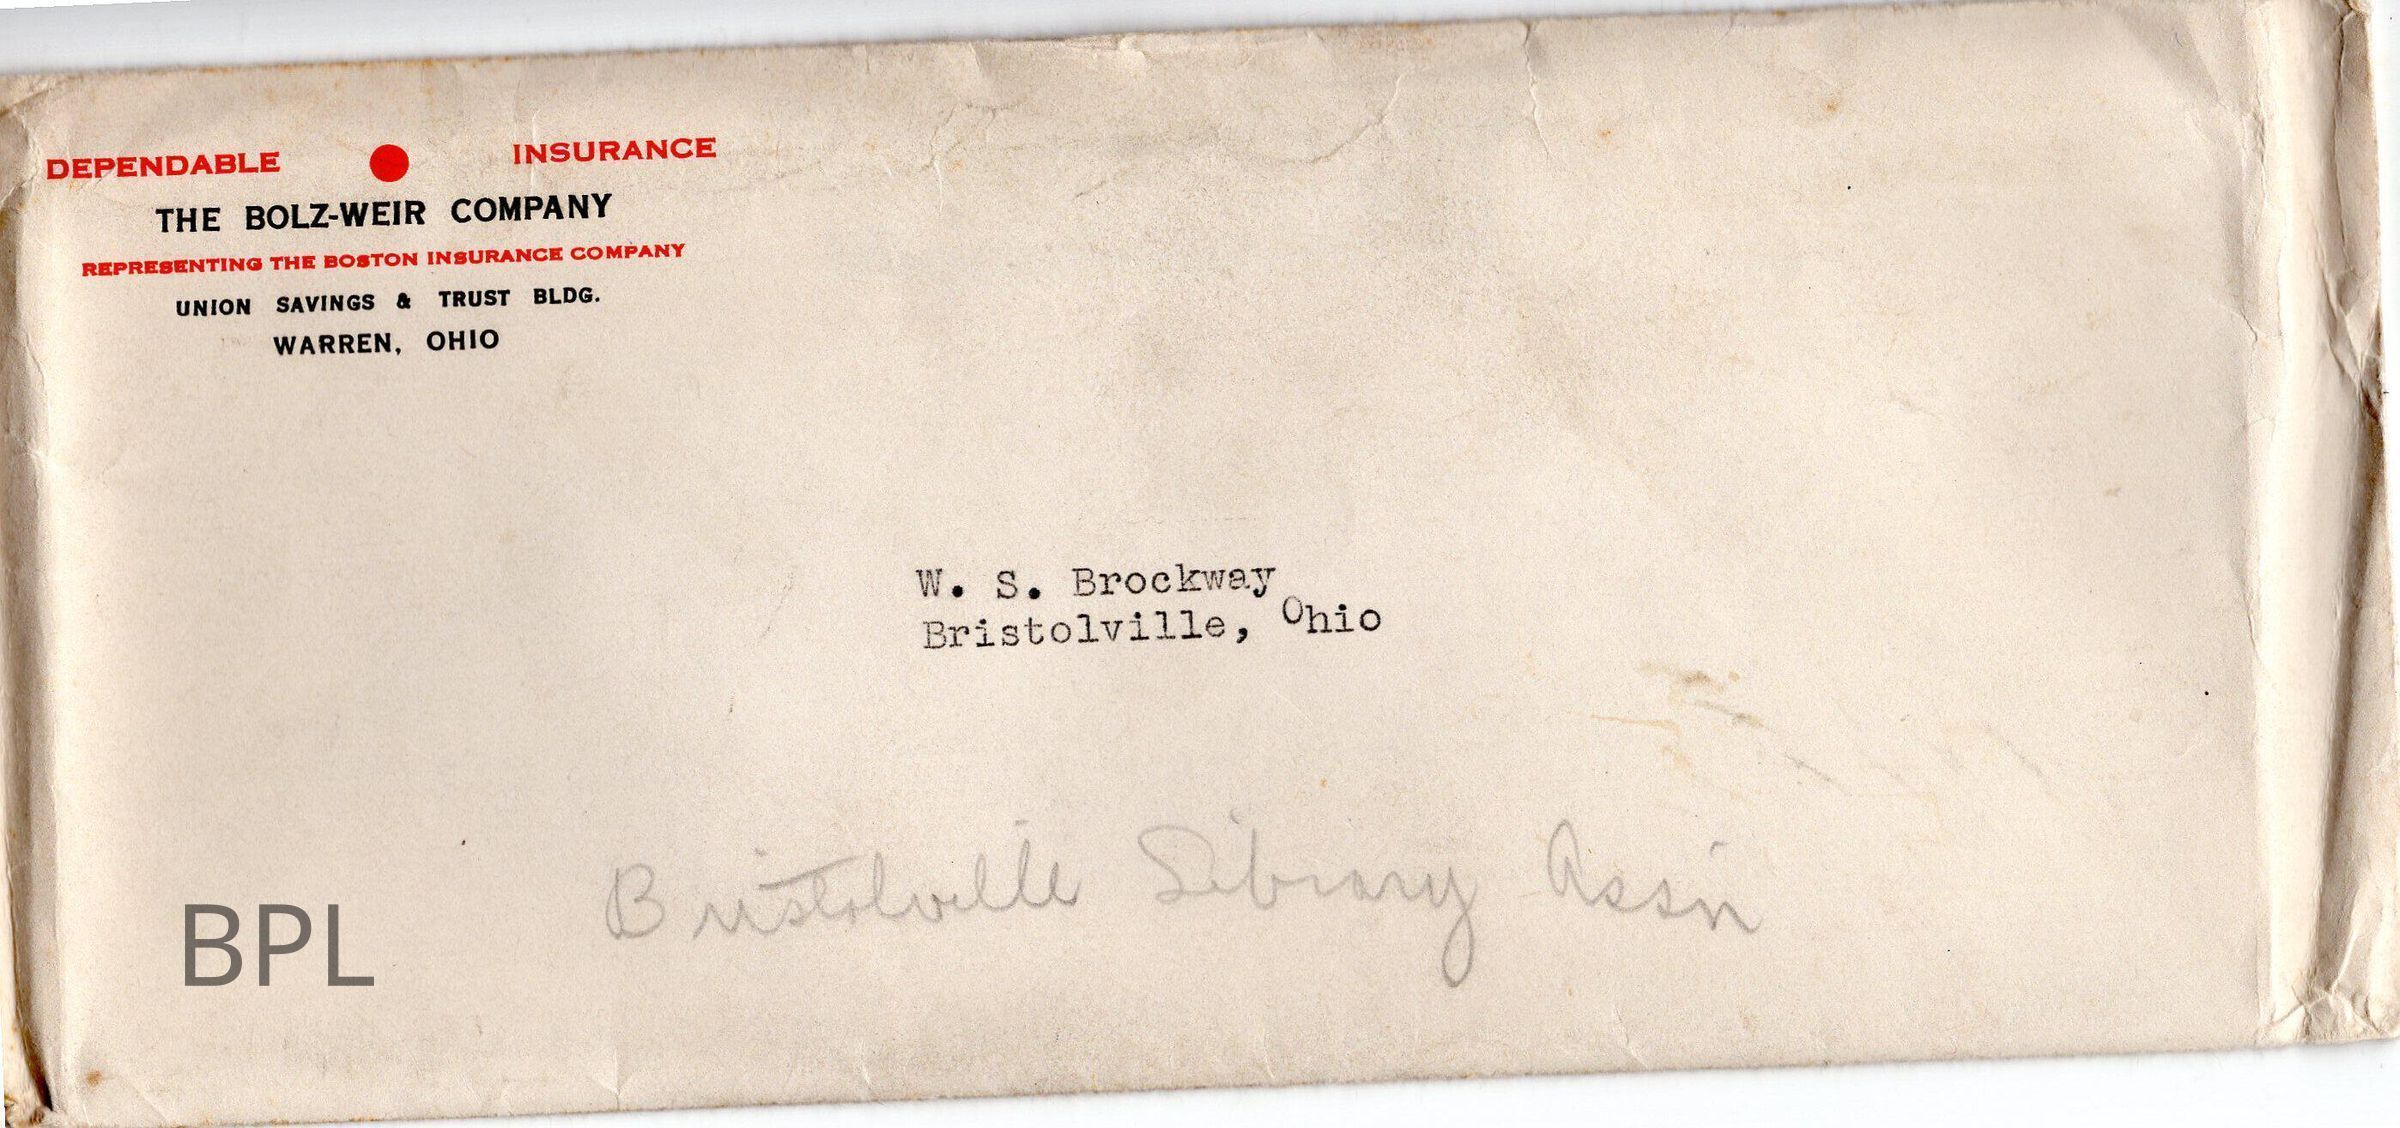 DEPENDABLE INSURANCE
THE BOLZ-WEIR COMPANY
REPRESENTING THE BOSTON INSURANCE COMPANY
UNION SAVINGS & TRUST BLDG.
WARREN, OHIO
W. S. Brockway
Bristolville, Ohio
Bristolville Library Assn
BPL